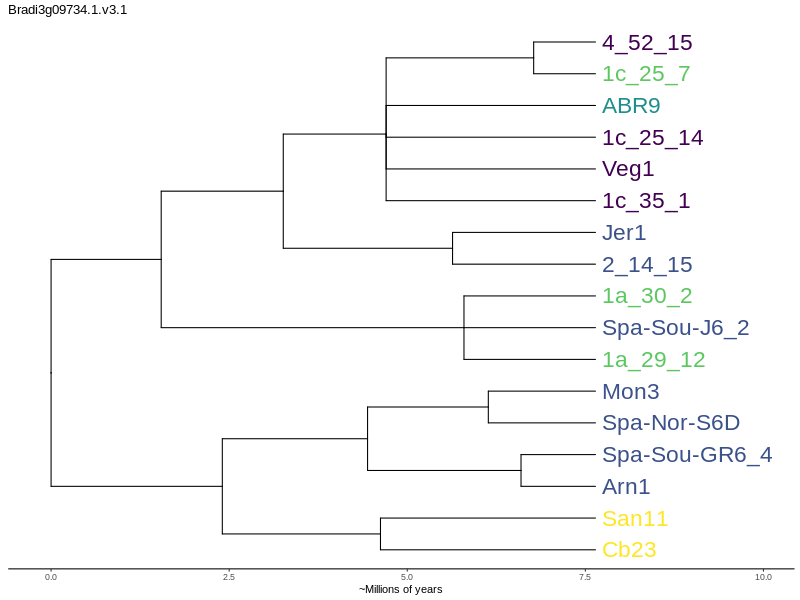 Bradi3g09734.1.v3.1
4_52_15
1c_25_7
ABR9
1c_25_14
Veg1
1c_35_1
Jer1
2_14_15
1a_30_2
Spa-Sou-J6_2
1a_29_12
Mon3
Spa-Nor-S6D
Spa-Sou-GR6_4
Arn1
San11
Cb23
0.0 2.5 5.0 7.5 10.0
~Millions of years